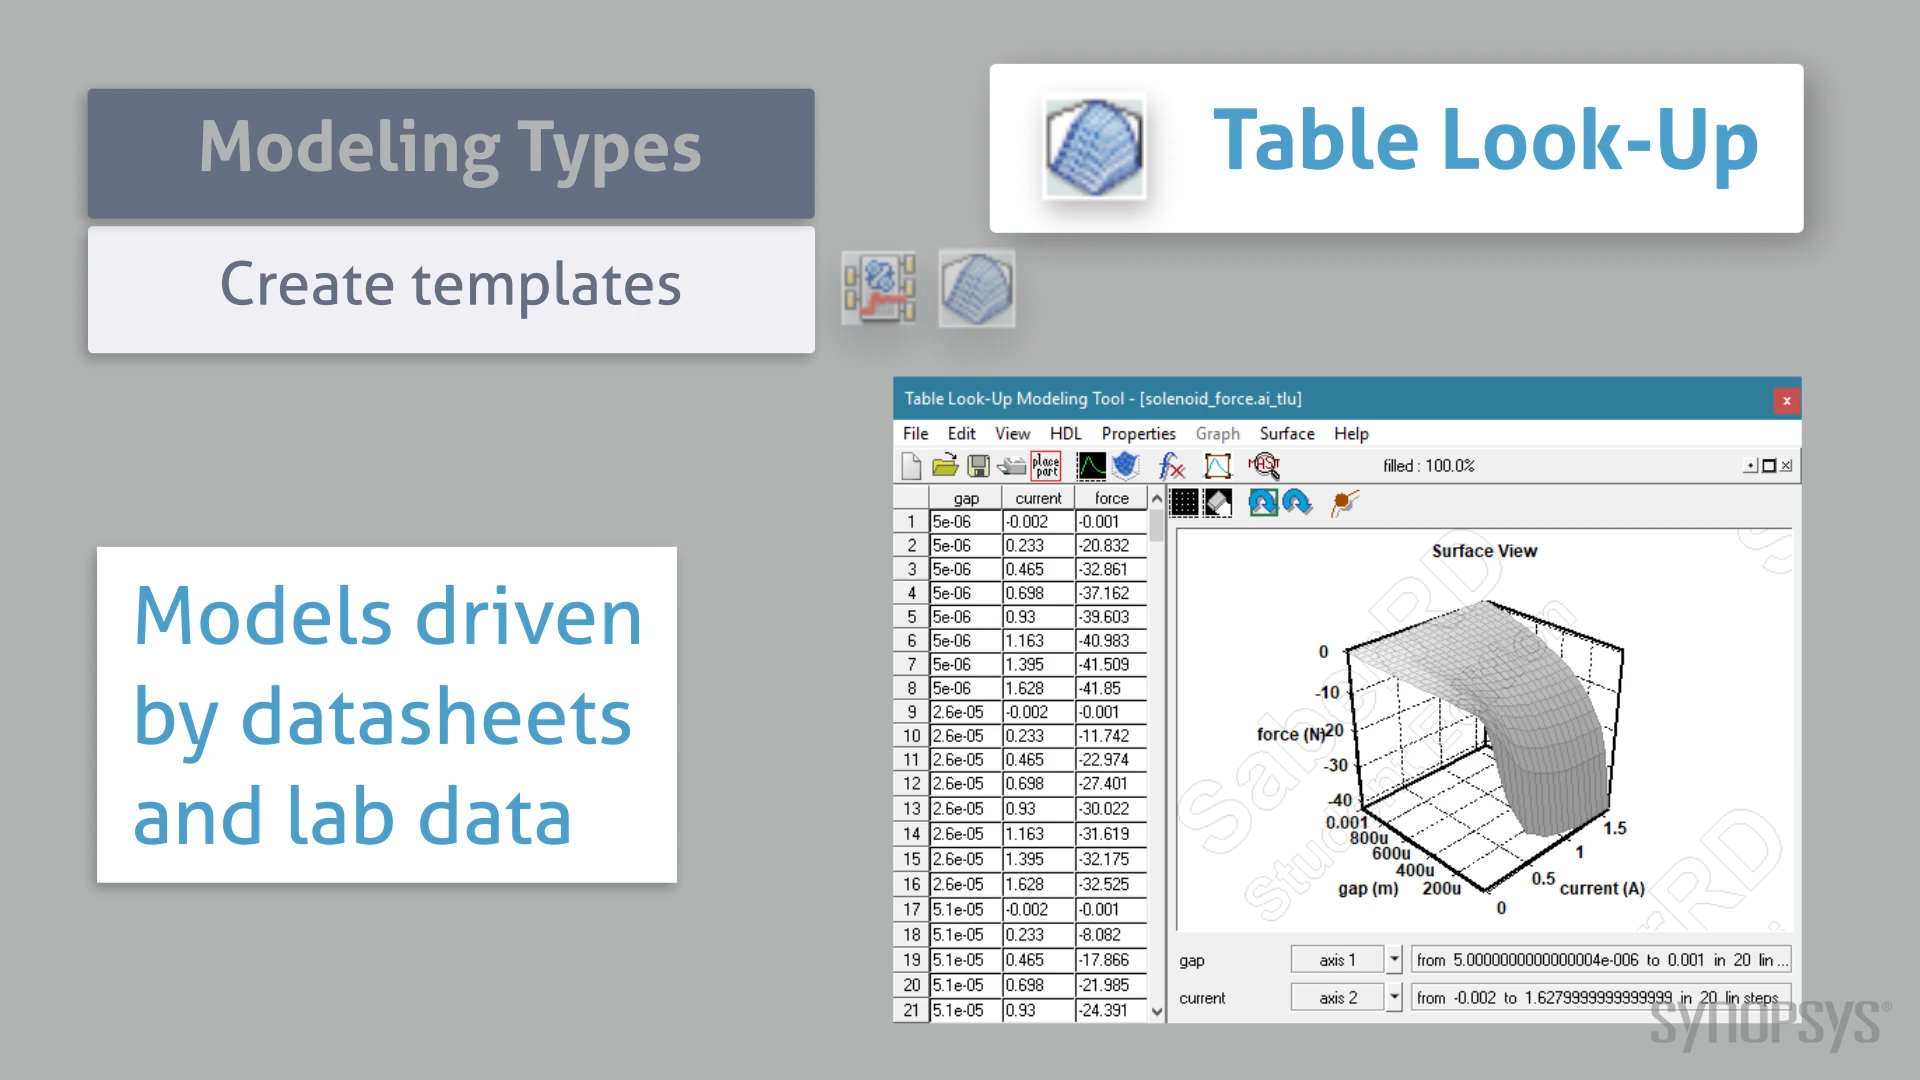 Modeling Types
Create templates
Table Look-Up
Models driven
by datasheets
and lab data
Table Look-Up Modeling Tool - [solenoid_force.ai_tlu]
x
File Edit View HDL Properties Graph Surface Help
place
part
MAST
filled : 100.0%
gap current force
1 5e-06 -0.002 -0.001
2 5e-06 0.233 -20.832
3 5e-06 0.465 -32.861
4 5e-06 0.698 -37.162
5 5e-06 0.93 -39.603
6 5e-06 1.163 -40.983
7 5e-06 1.395 -41.509
8 5e-06 1.628 -41.85
9 2.6e-05 -0.002 -0.001
10 2.6e-05 0.233 -11.742
11 2.6e-05 0.465 -22.974
12 2.6e-05 0.698 -27.401
13 2.6e-05 0.93 -30.022
14 2.6e-05 1.163 -31.619
15 2.6e-05 1.395 -32.175
16 2.6e-05 1.628 -32.525
17 5.1e-05 -0.002 -0.001
18 5.1e-05 0.233 -8.082
19 5.1e-05 0.465 -17.866
20 5.1e-05 0.698 -21.985
21 5.1e-05 0.93 -24.391
Surface View
0
-10
force (N)
-20
-30
-40
0.001
800u
600u
400u
200u
gap (m)
0
0.5
1
1.5
current (A)
SaberRD
Student Edition
gap axis 1 from 5.0000000000000004e-006 to 0.001 in 20 lin ...
current axis 2 from -0.002 to 1.6279999999999999 in 20 lin steps
SYNOPSYS®